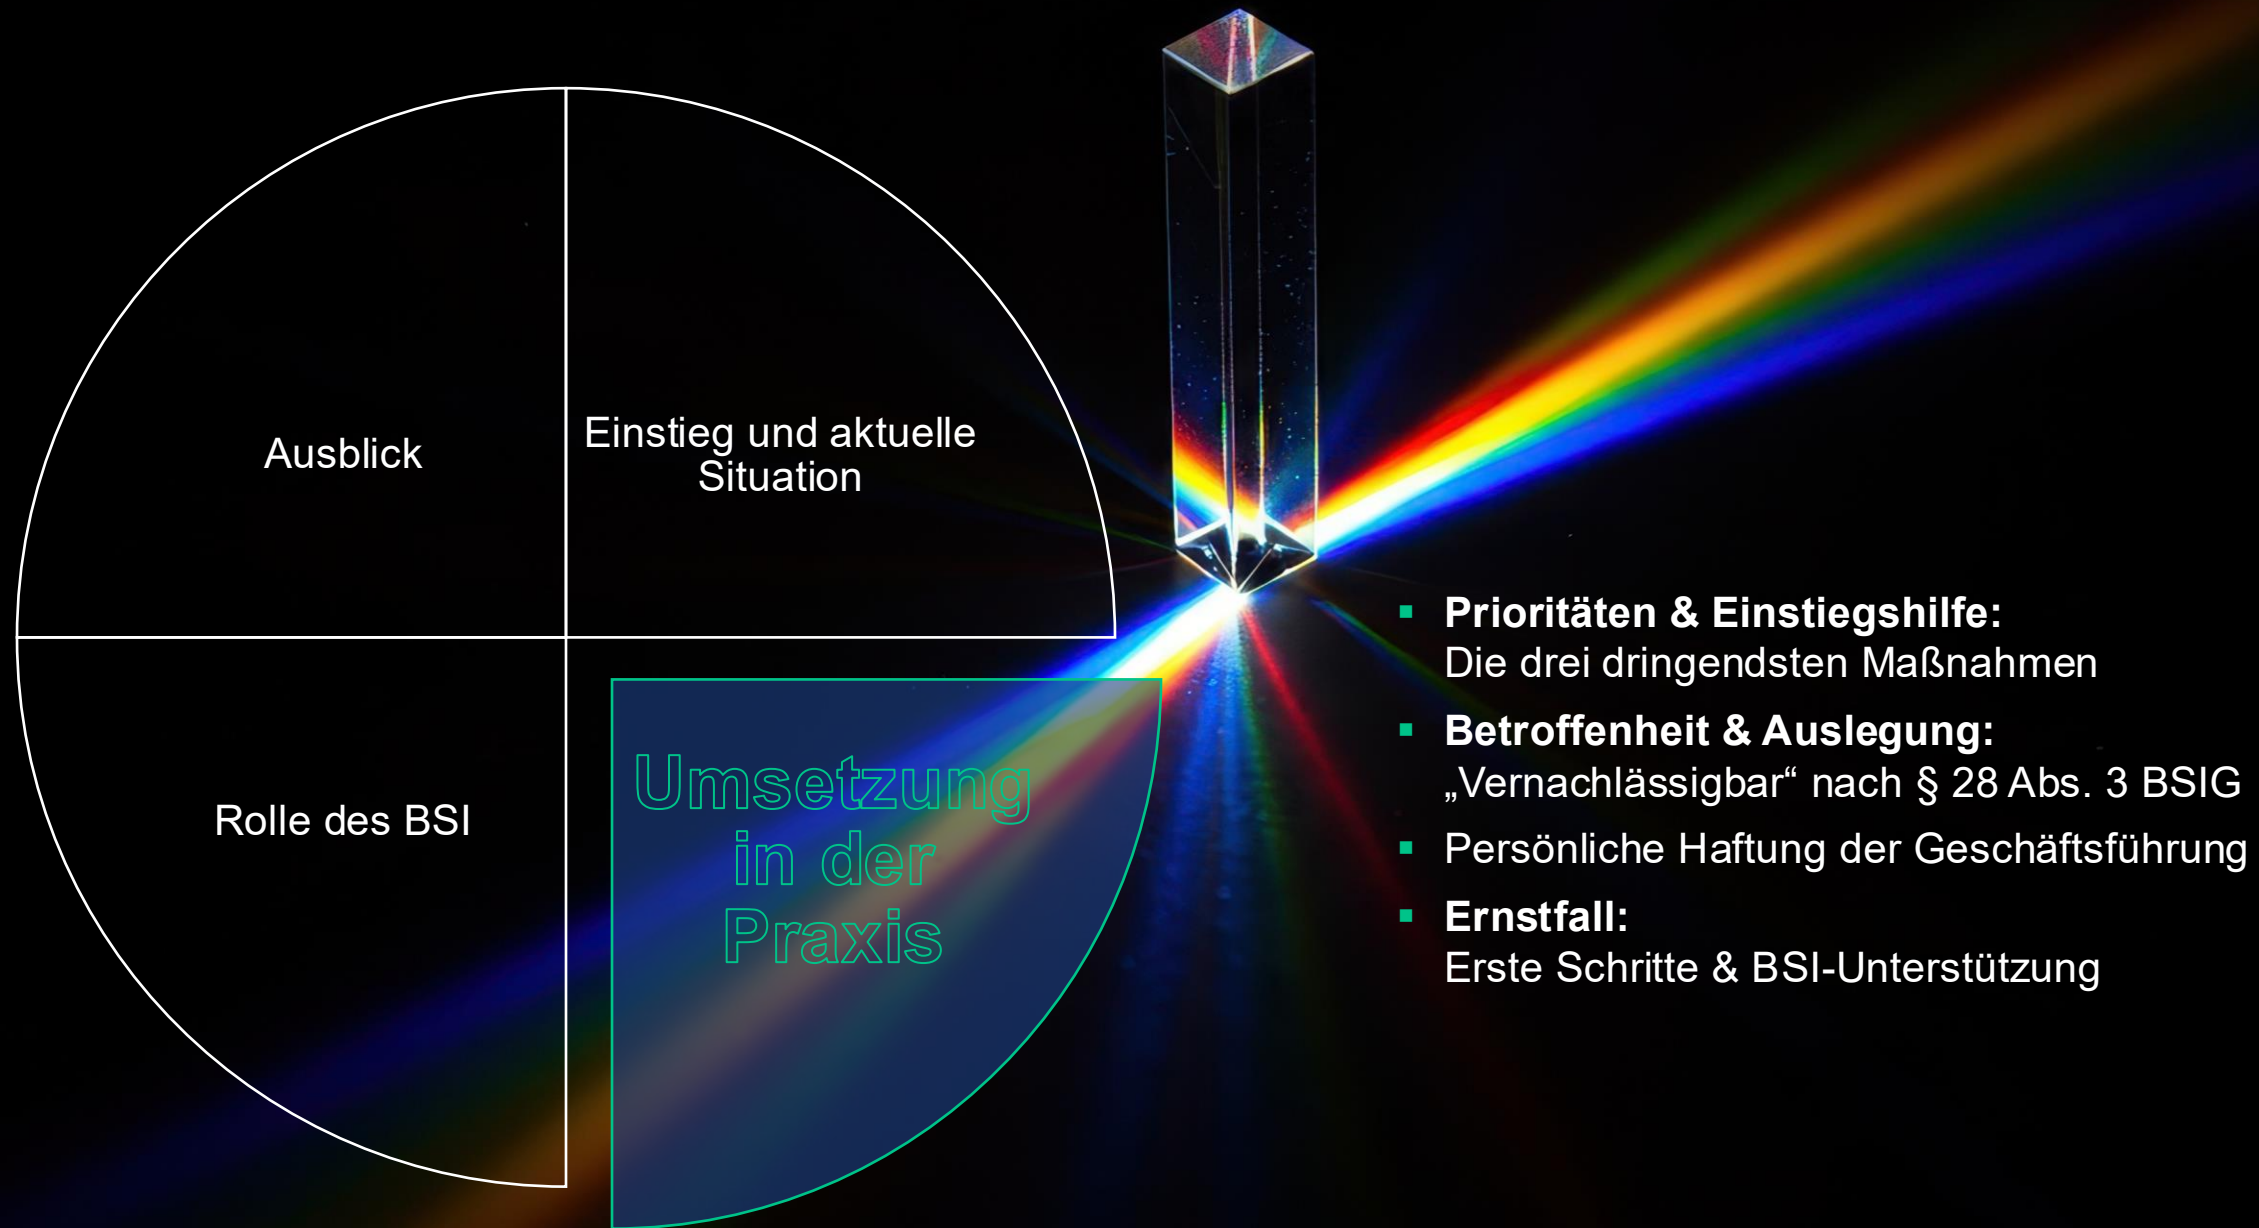 Ausblick
Einstieg und aktuelle
Situation
Rolle des BSI
Umsetzung
in der
Praxis
Prioritäten & Einstiegshilfe:
Die drei dringendsten Maßnahmen
Betroffenheit & Auslegung:
„Vernachlässigbar“ nach § 28 Abs. 3 BSIG
Persönliche Haftung der Geschäftsführung
Ernstfall:
Erste Schritte & BSI-Unterstützung